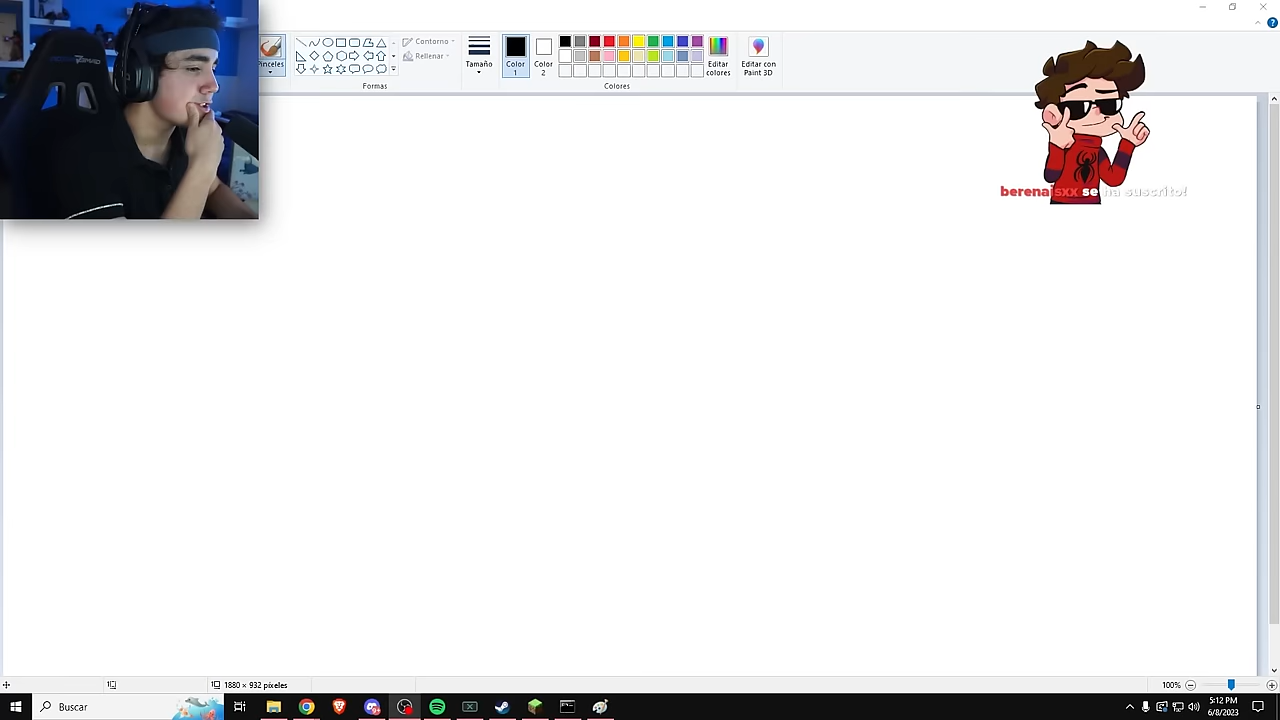 Contorno
Rellenar
Formas
Tamaño
Color
1
Color
2
Editar
colores
Colores
Editar con
Paint 3D
berenaisxx se ha suscrito!
1880 × 932 píxeles
100%
Buscar
5:12 PM
6/8/2023